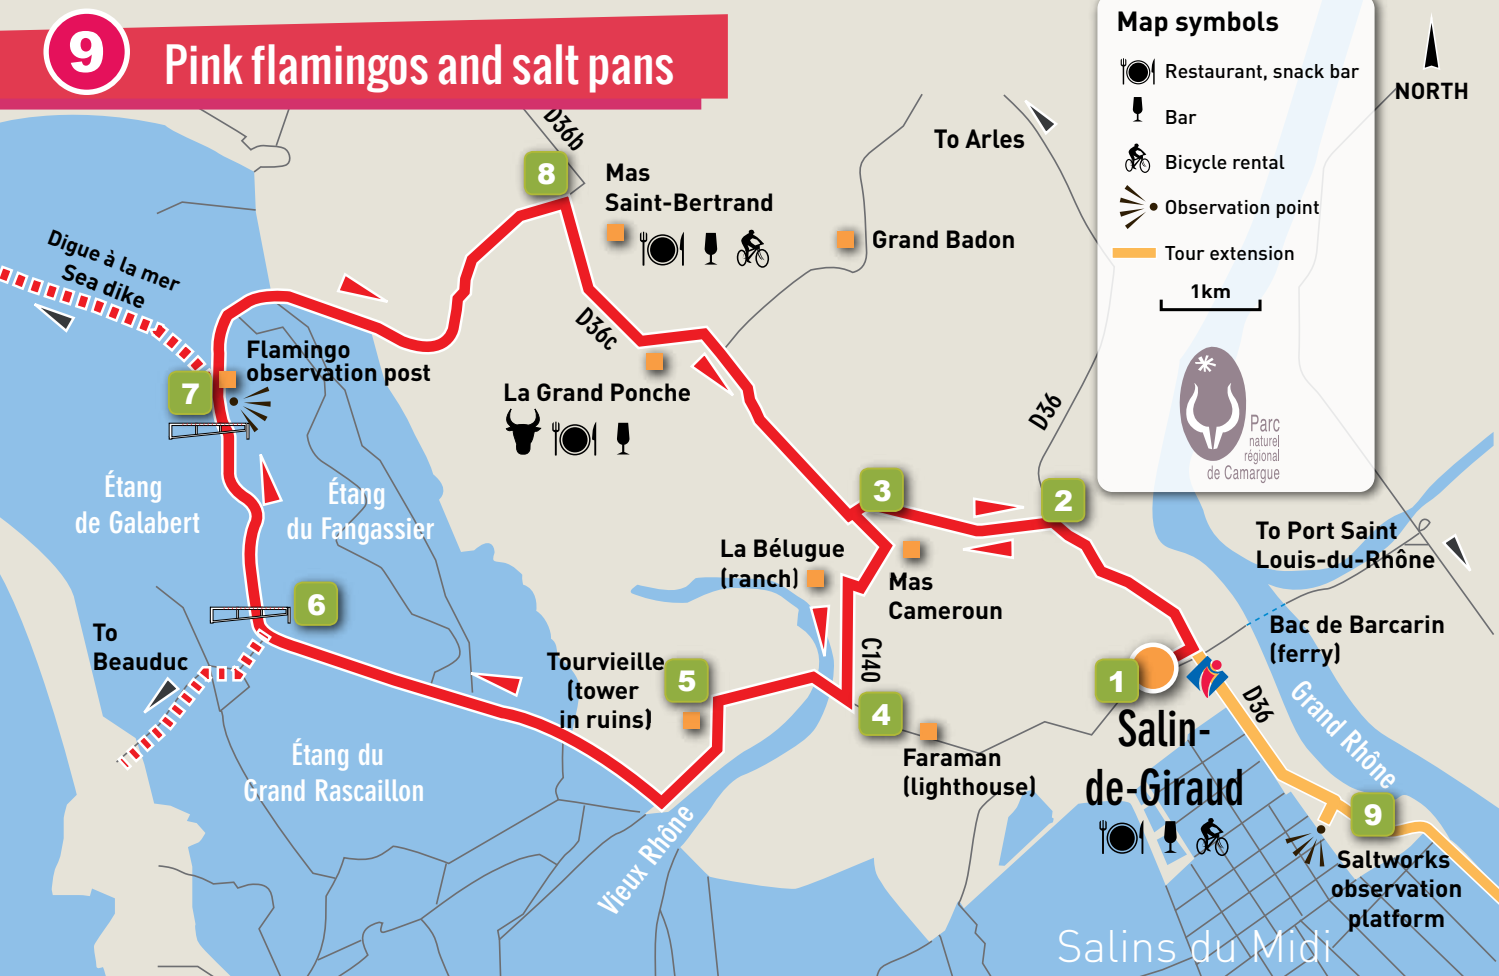 9
Pink flamingos and salt pans
Map symbols
Restaurant, snack bar
Bar
Bicycle rental
Observation point
Tour extension
1km
Parc
naturel
régional
de Camargue
NORTH
D36b
8
Mas
Saint-Bertrand
To Arles
Grand Badon
Digue à la mer
Sea dike
D36c
Flamingo
observation post
7
La Grand Ponche
D36
Étang
de Galabert
Étang
du Fangassier
3
2
To Port Saint
Louis-du-Rhône
La Bélugue
(ranch)
Mas
Cameroun
6
To
Beauduc
Bac de Barcarin
(ferry)
Tourvieille
(tower
in ruins)
5
C140
4
1
Salin-
de-Giraud
D36
Grand Rhône
Étang du
Grand Rascaillon
Faraman
(lighthouse)
Vieux Rhône
9
Saltworks
observation
platform
Salins du Midi